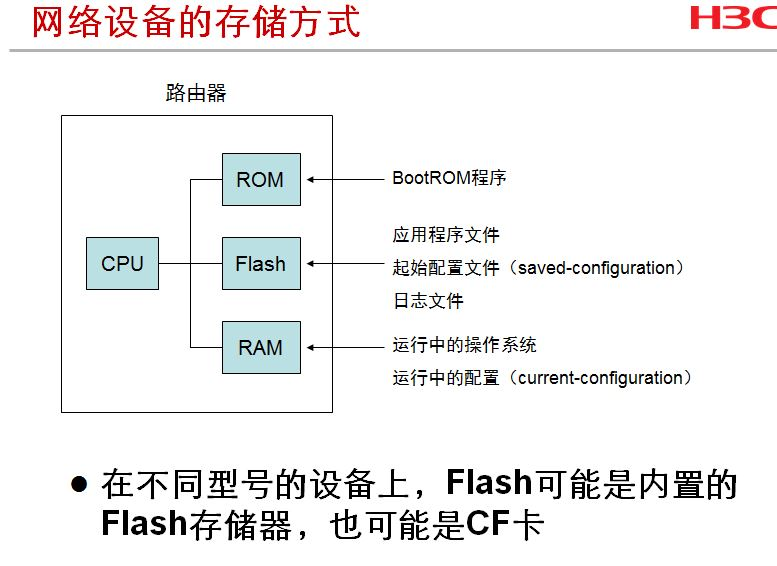 网络设备的存储方式
H3C
路由器
ROM
BootROM程序
CPU
Flash
应用程序文件
起始配置文件（saved-configuration）
日志文件
RAM
运行中的操作系统
运行中的配置（current-configuration）
在不同型号的设备上，Flash可能是内置的
Flash存储器，也可能是CF卡